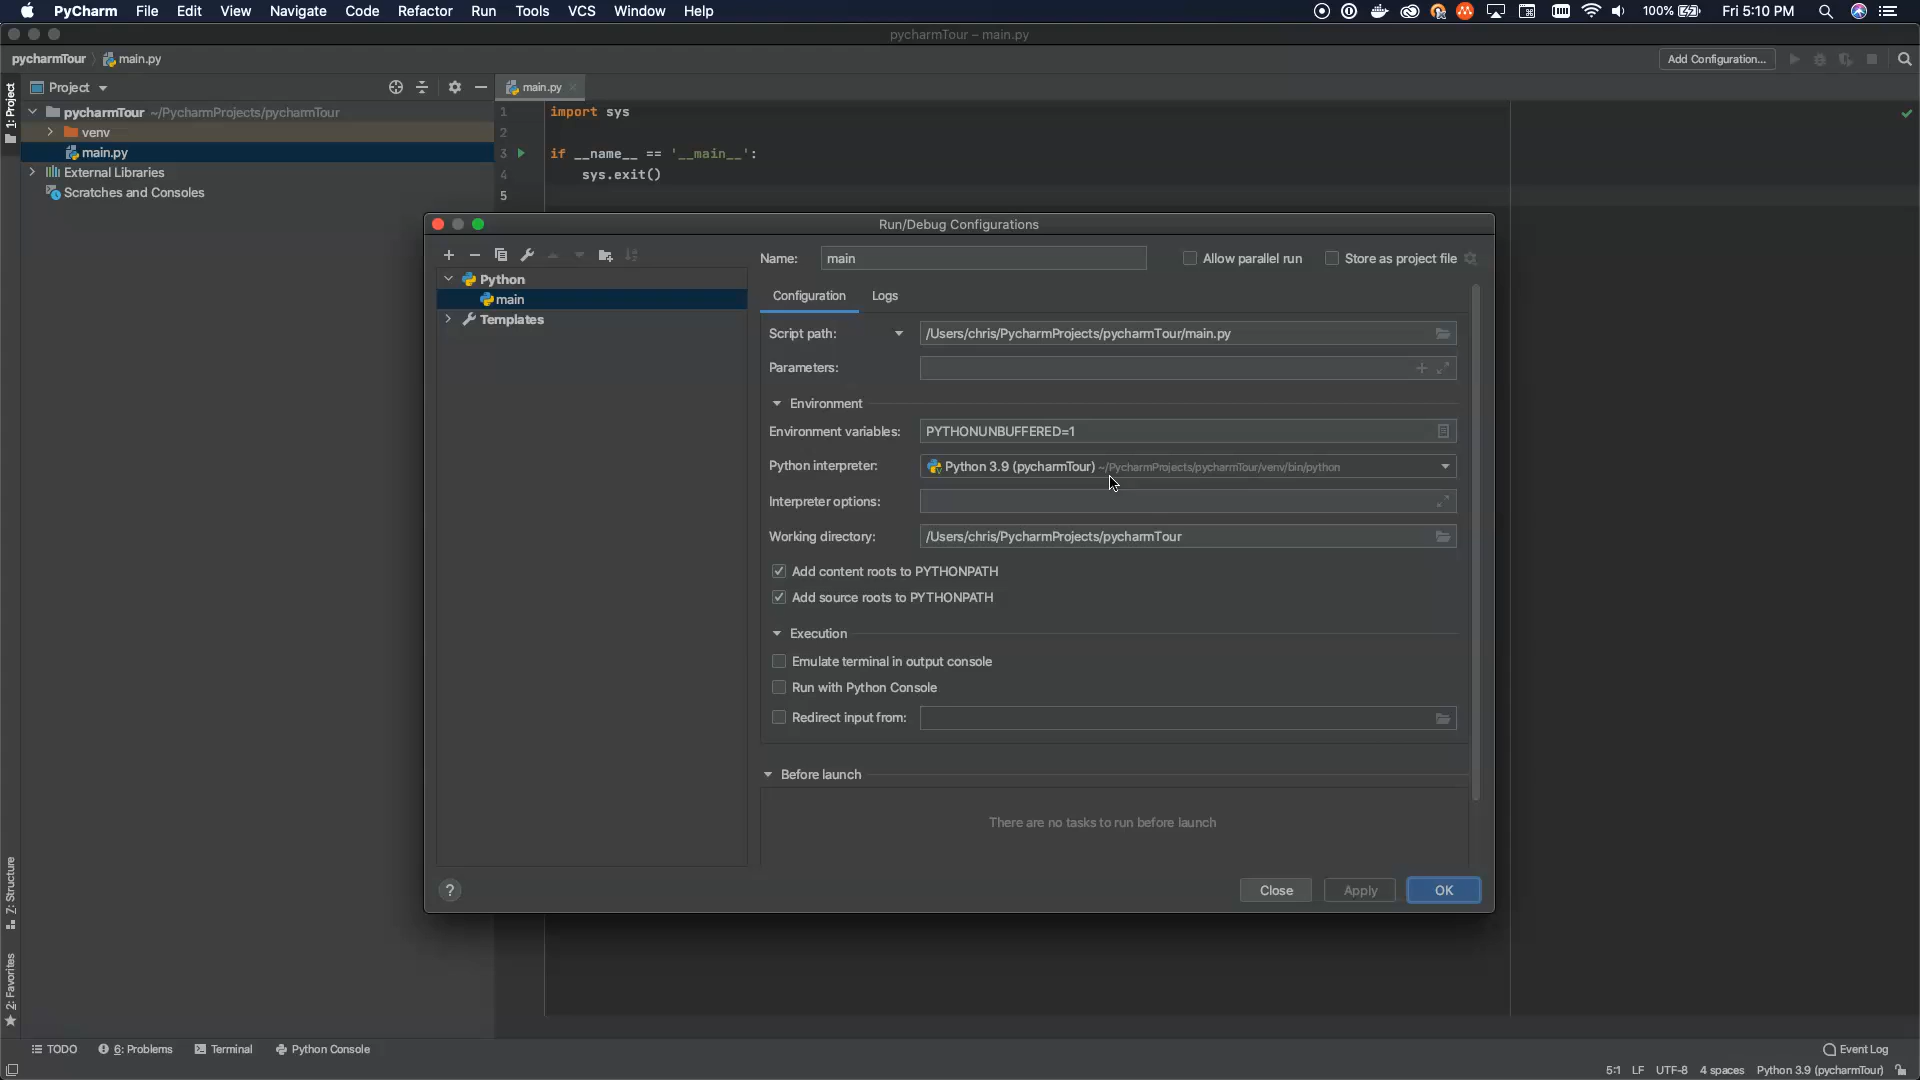 PyCharm File Edit View Navigate Code Refactor Run Tools VCS Window Help 100% Fri 5:10 PM
pycharmTour – main.py
pycharmTour main.py Add Configuration...
1: Project
Project main.py
pycharmTour ~/PycharmProjects/pycharmTour
venv
main.py
External Libraries
Scratches and Consoles
1 import sys
2
3 if __name__ == '__main__':
4 sys.exit()
5
Run/Debug Configurations
Python
main
Templates
Name: main Allow parallel run Store as project file
Configuration Logs
Script path: /Users/chris/PycharmProjects/pycharmTour/main.py
Parameters:
Environment
Environment variables: PYTHONUNBUFFERED=1
Python interpreter: Python 3.9 (pycharmTour) ~/PycharmProjects/pycharmTour/venv/bin/python
Interpreter options:
Working directory: /Users/chris/PycharmProjects/pycharmTour
Add content roots to PYTHONPATH
Add source roots to PYTHONPATH
Execution
Emulate terminal in output console
Run with Python Console
Redirect input from:
Before launch
There are no tasks to run before launch
? Close Apply OK
Z: Structure
2: Favorites
TODO 6: Problems Terminal Python Console Event Log
5:1 LF UTF-8 4 spaces Python 3.9 (pycharmTour)